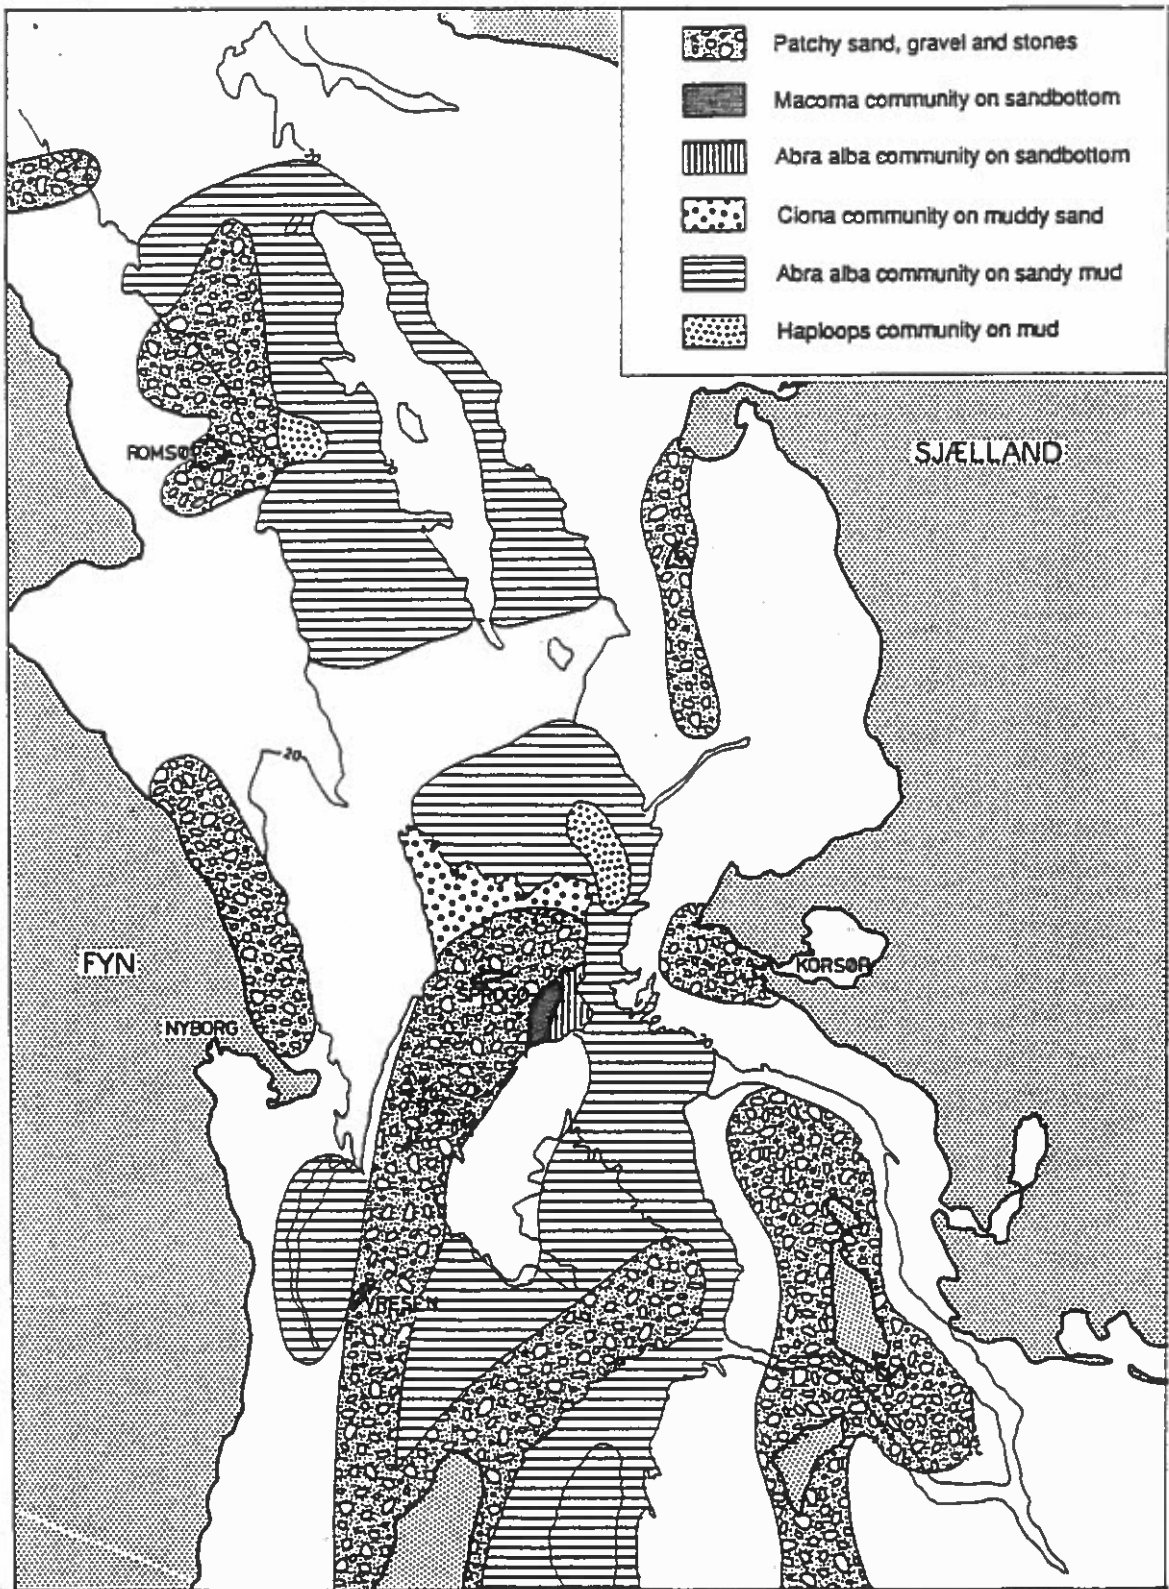 Patchy sand, gravel and stones
Macoma community on sandbottom
Abra alba community on sandbottom
Ciona community on muddy sand
Abra alba community on sandy mud
Haploops community on mud
SJÆLLAND
ROMSØ
20
FYN
KORSØR
NYBORG